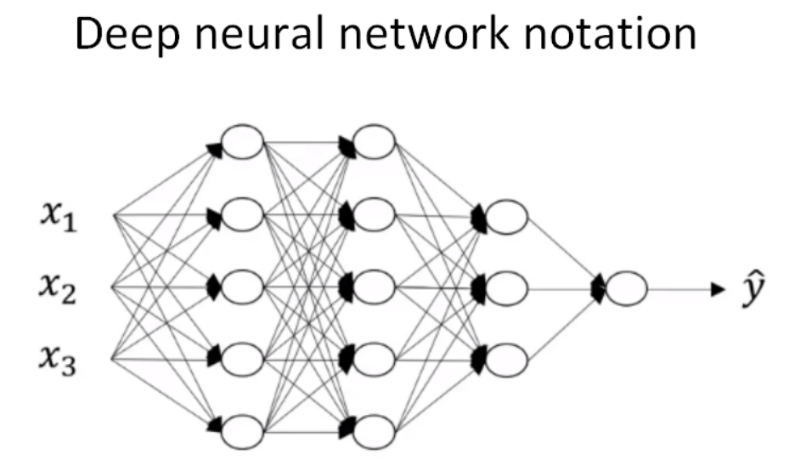 Deep neural network notation
x₁
x₂
x₃
ŷ